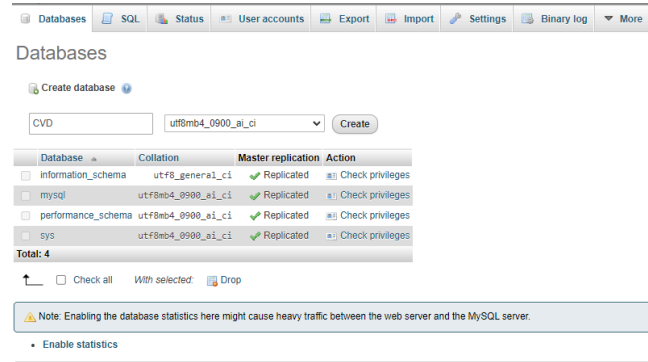 Databases SQL Status User accounts Export Import Settings Binary log More
Databases
Create database
CVD utf8mb4_0900_ai_ci Create
Database Collation Master replication Action
information_schema utf8_general_ci Replicated Check privileges
mysql utf8mb4_0900_ai_ci Replicated Check privileges
performance_schema utf8mb4_0900_ai_ci Replicated Check privileges
sys utf8mb4_0900_ai_ci Replicated Check privileges
Total: 4
Check all With selected: Drop
Note: Enabling the database statistics here might cause heavy traffic between the web server and the MySQL server.
Enable statistics